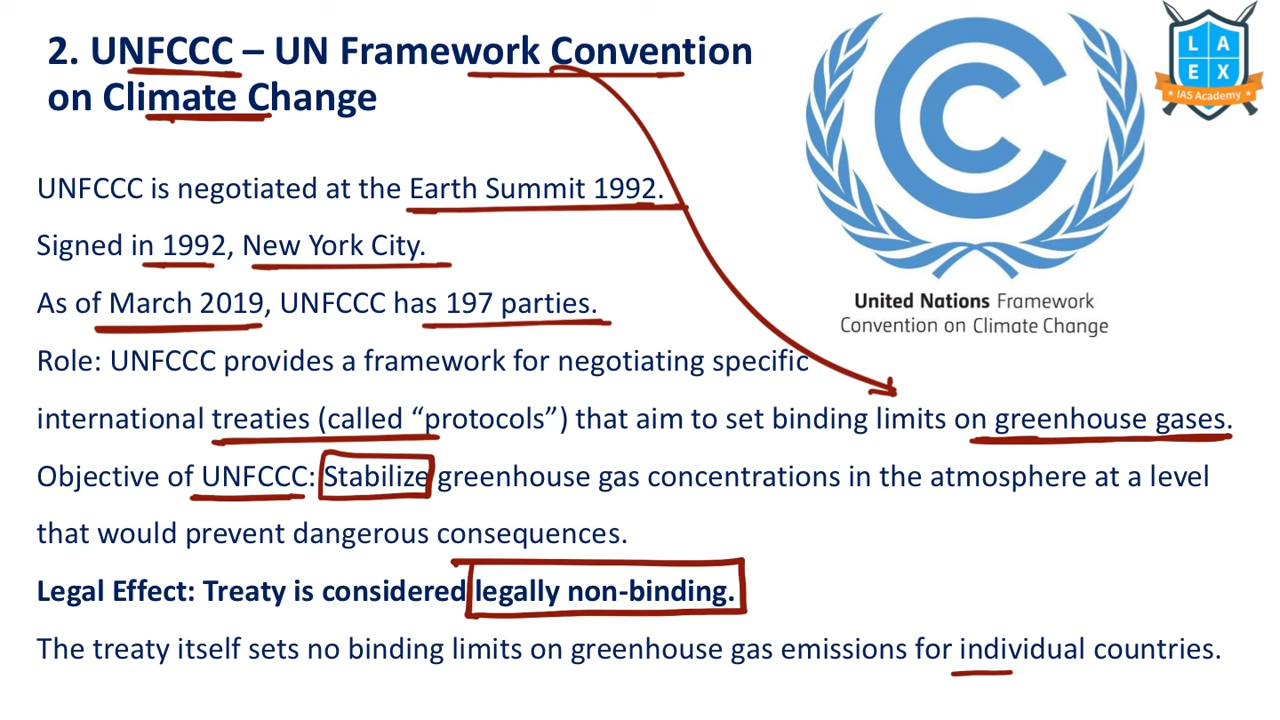 2. UNFCCC – UN Framework Convention
on Climate Change
L A
E X
IAS Academy
UNFCCC is negotiated at the Earth Summit 1992.
Signed in 1992, New York City.
As of March 2019, UNFCCC has 197 parties.
United Nations Framework
Convention on Climate Change
Role: UNFCCC provides a framework for negotiating specific
international treaties (called “protocols”) that aim to set binding limits on greenhouse gases.
Objective of UNFCCC: Stabilize greenhouse gas concentrations in the atmosphere at a level
that would prevent dangerous consequences.
Legal Effect: Treaty is considered legally non-binding.
The treaty itself sets no binding limits on greenhouse gas emissions for individual countries.